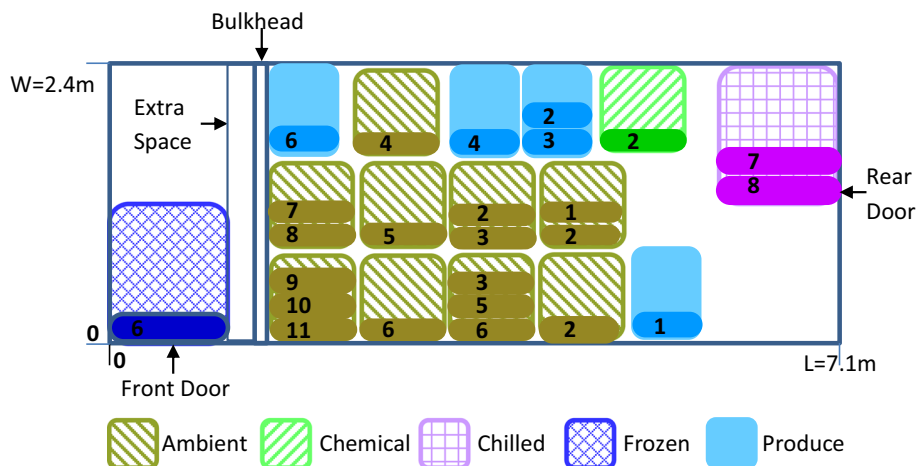 Bulkhead
W=2.4m
Extra
Space
6
4
4
2
3
2
7
8
Rear
Door
7
8
5
2
3
1
2
9
10
11
6
3
5
6
2
1
6
0
0
Front Door
L=7.1m
Ambient
Chemical
Chilled
Frozen
Produce